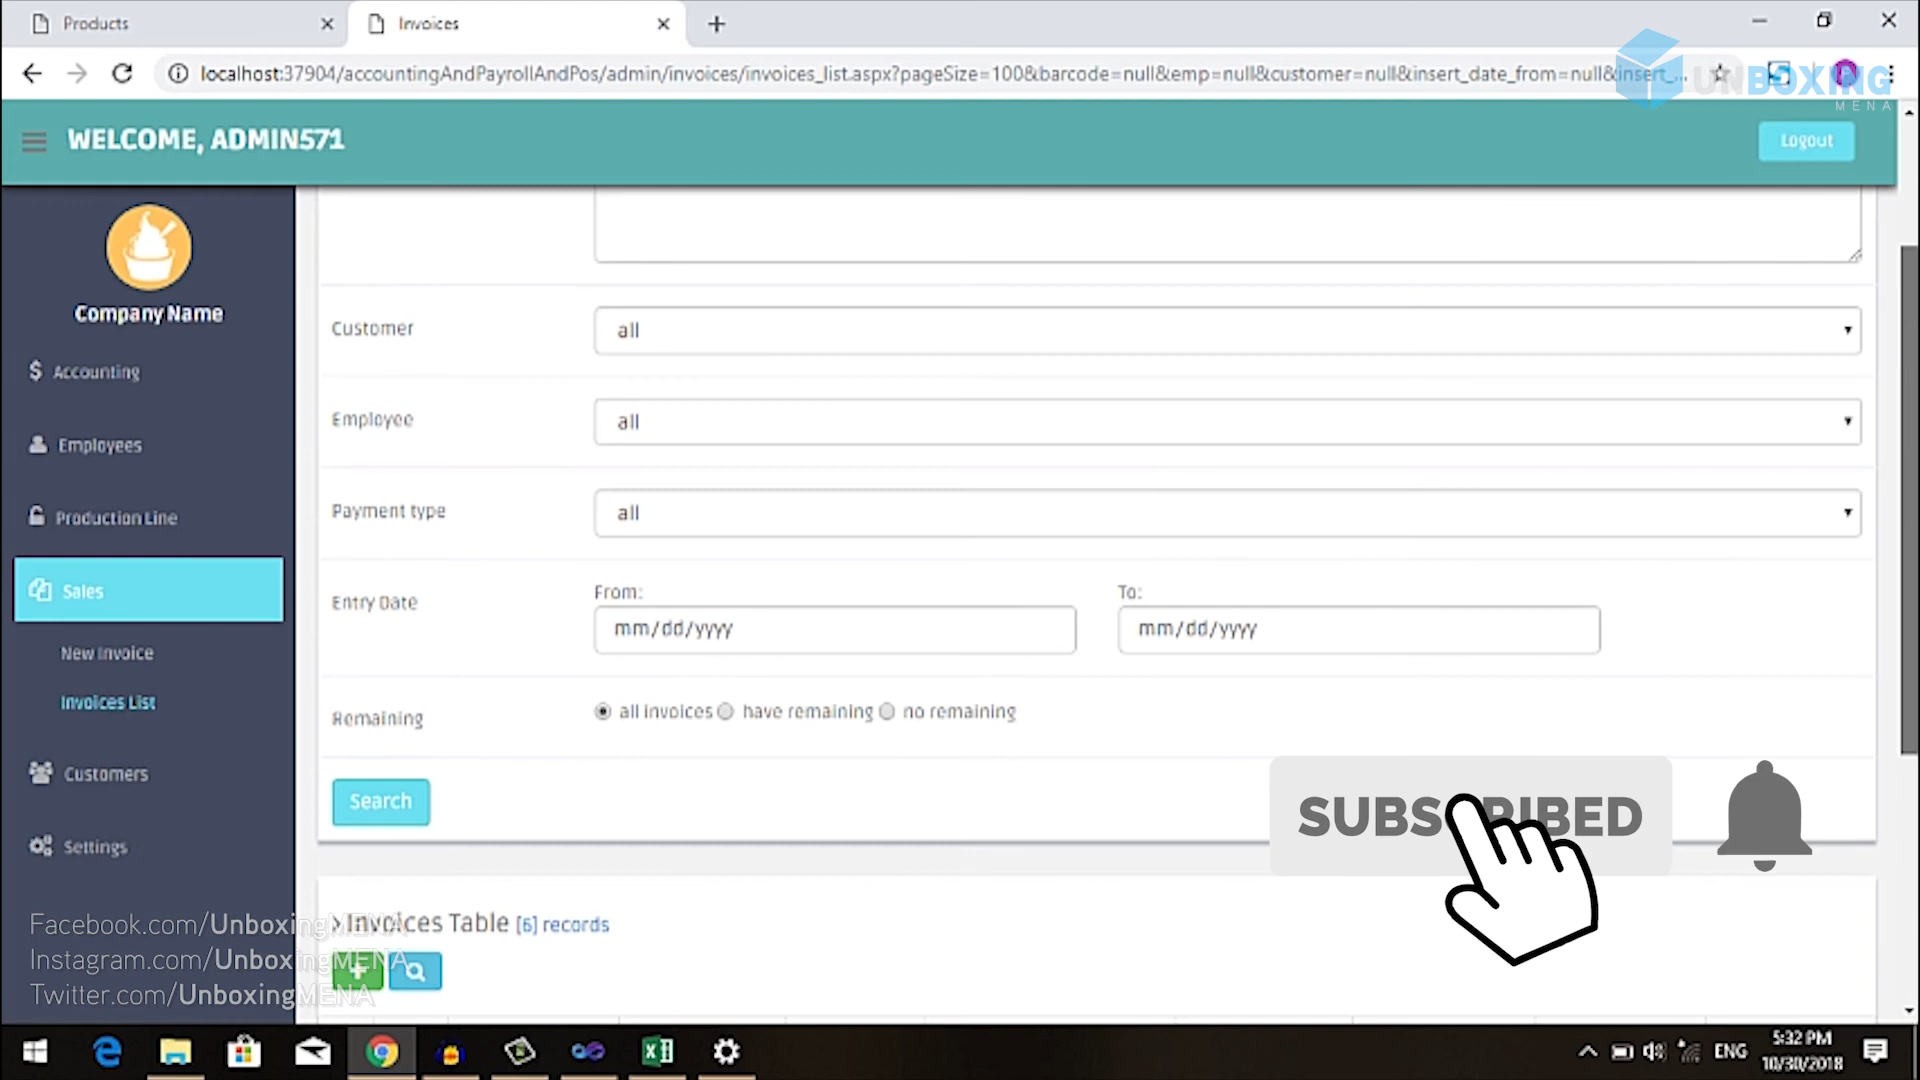 Products
Invoices
localhost:37904/accountingAndPayrollAndPos/admin/invoices/invoices_list.aspx?pageSize=100&barcode=null&emp=null&customer=null&insert_date_from=null&insert_...
UNBOXING
MENA
WELCOME, ADMIN571
Logout
Company Name
Accounting
Employees
Production Line
Sales
New Invoice
Invoices List
Customers
Settings
Customer
all
Employee
all
Payment type
all
Entry Date
From:
mm/dd/yyyy
To:
mm/dd/yyyy
Remaining
all invoices
have remaining
no remaining
Search
SUBSCRIBED
Invoices Table [6] records
Facebook.com/UnboxingMENA
Instagram.com/UnboxingMENA
Twitter.com/UnboxingMENA
ENG
5:32 PM
10/30/2018